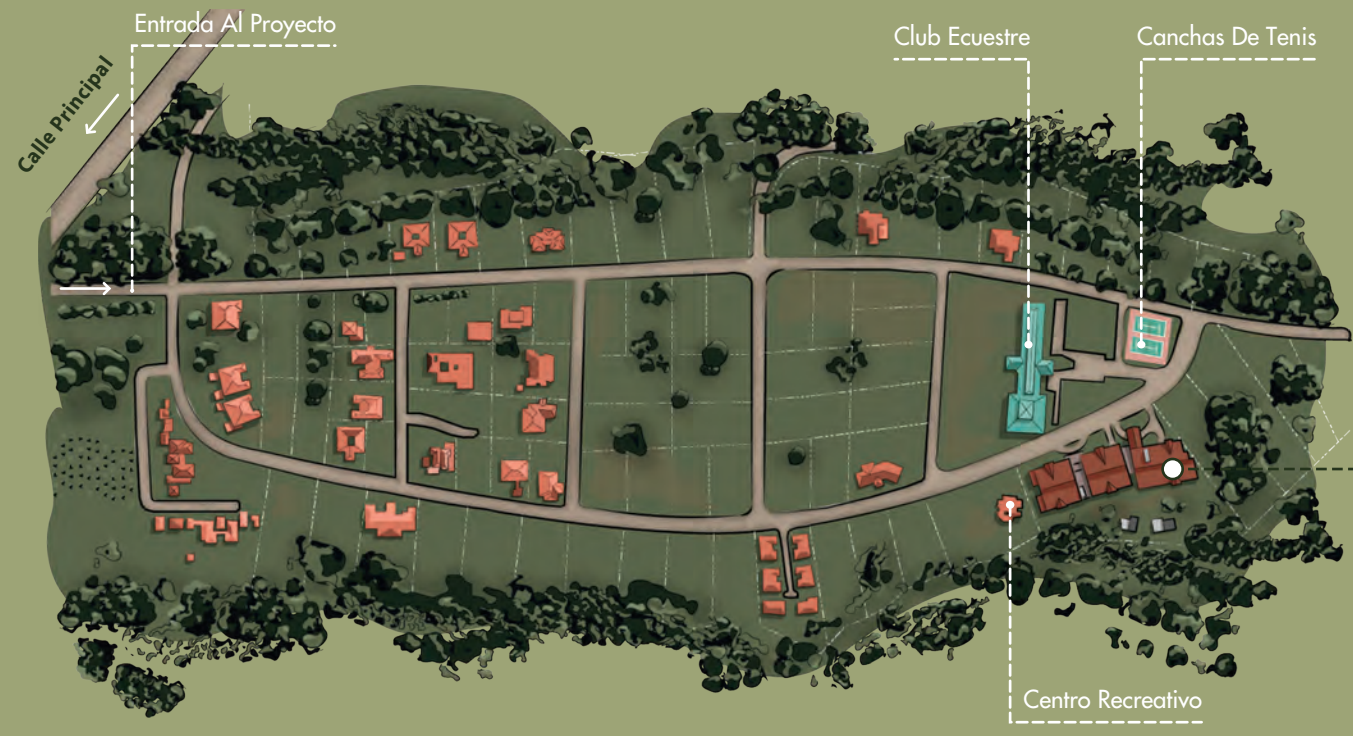 Entrada Al Proyecto
Club Ecuestre
Canchas De Tenis
Calle Principal
Centro Recreativo